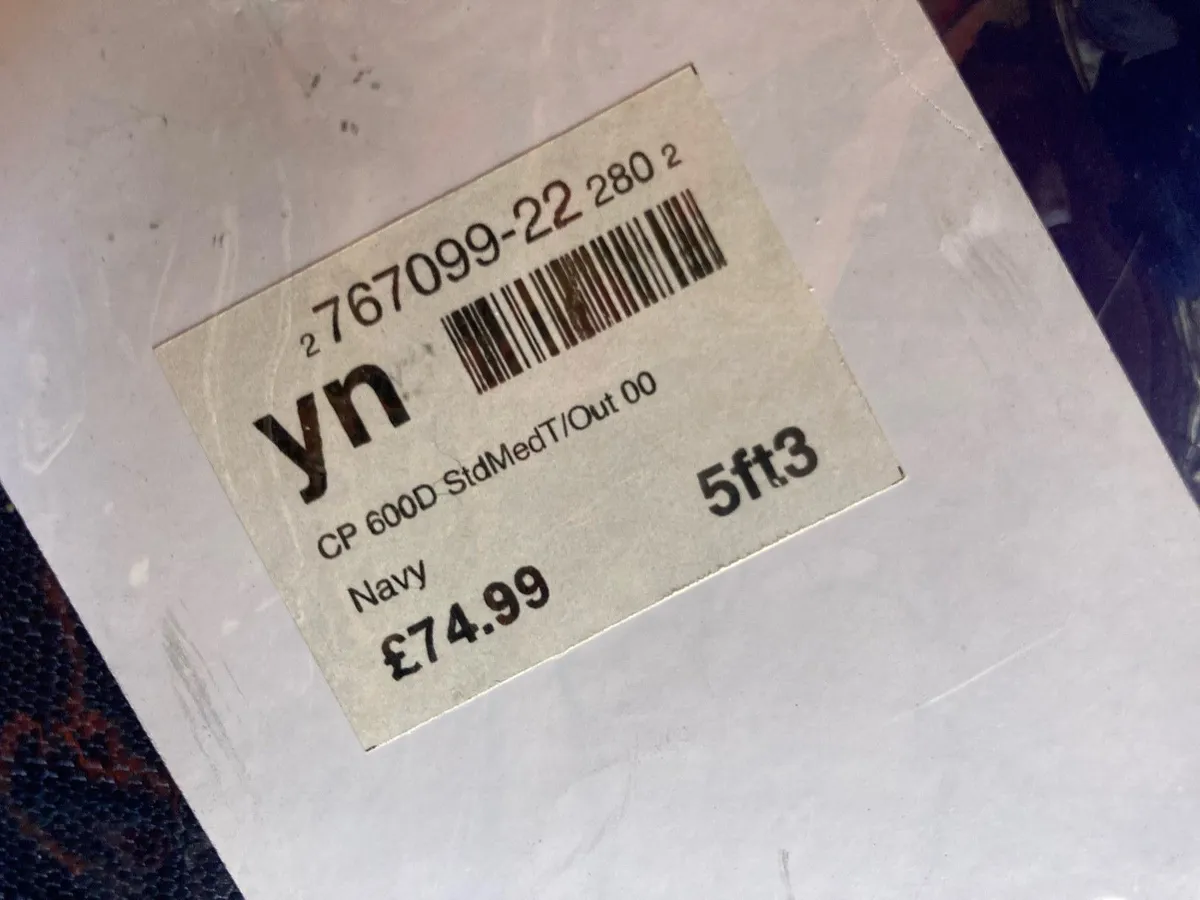 2 767099-22 280 2
yn
CP 600D StdMedT/Out 00
Navy
5ft3
£74.99